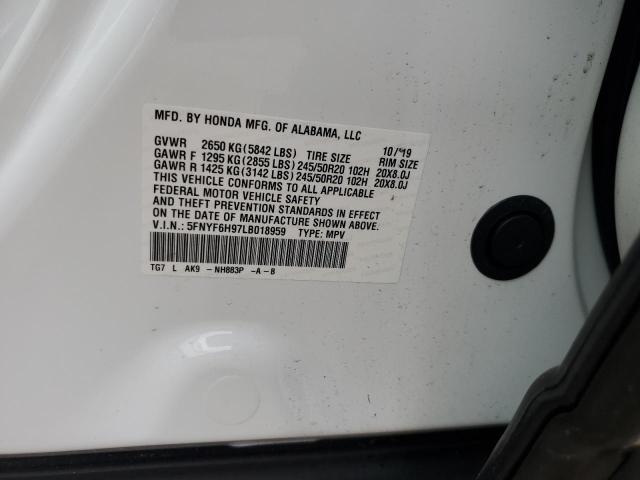 MFD. BY HONDA MFG. OF ALABAMA, LLC
GVWR 2650 KG(5842 LBS) TIRE SIZE 10/'19 RIM SIZE
GAWR F 1295 KG(2855 LBS)245/50R20 102H 20X8.0J
GAWR R 1425 KG(3142 LBS)245/50R20 102H 20X8.0J
THIS VEHICLE CONFORMS TO ALL APPLICABLE
FEDERAL MOTOR VEHICLE SAFETY
AND THEFT PREVENTION STANDARDS IN EFFECT
ON THE DATE OF MANUFACTURE SHOWN ABOVE.
V.I.N.: 5FNYF6H97LB018959 TYPE: MPV
TG7 L AK9 -NH883P -A-B